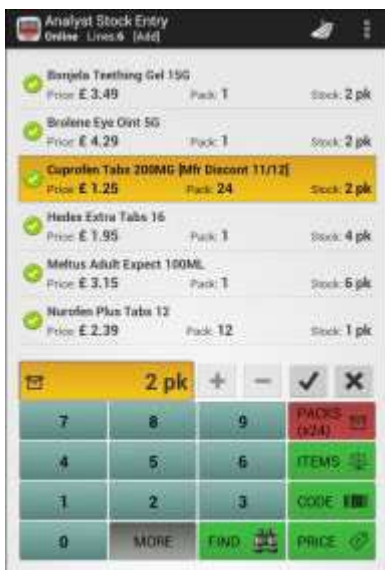 Analyst Stock Entry
Online Lines:6 [Add]
Bonjela Teething Gel 15G
Price: £ 3.49 Pack: 1 Stock: 2 pk
Brolene Eye Oint 5G
Price: £ 4.29 Pack: 1 Stock: 2 pk
Cuprofen Tabs 200MG [Mfr Discont 11/12[
Price: £ 1.25 Pack: 24 Stock: 2 pk
Hedex Extra Tabs 16
Price: £ 1.95 Pack: 1 Stock: 4 pk
Meltus Adult Expect 100ML
Price: £ 3.15 Pack: 1 Stock: 6 pk
Nurofen Plus Tabs 12
Price: £ 2.39 Pack: 12 Stock: 1 pk
2 pk + −
7 8 9 PACKS
(x24)
4 5 6 ITEMS
1 2 3 CODE
0 MORE FIND PRICE